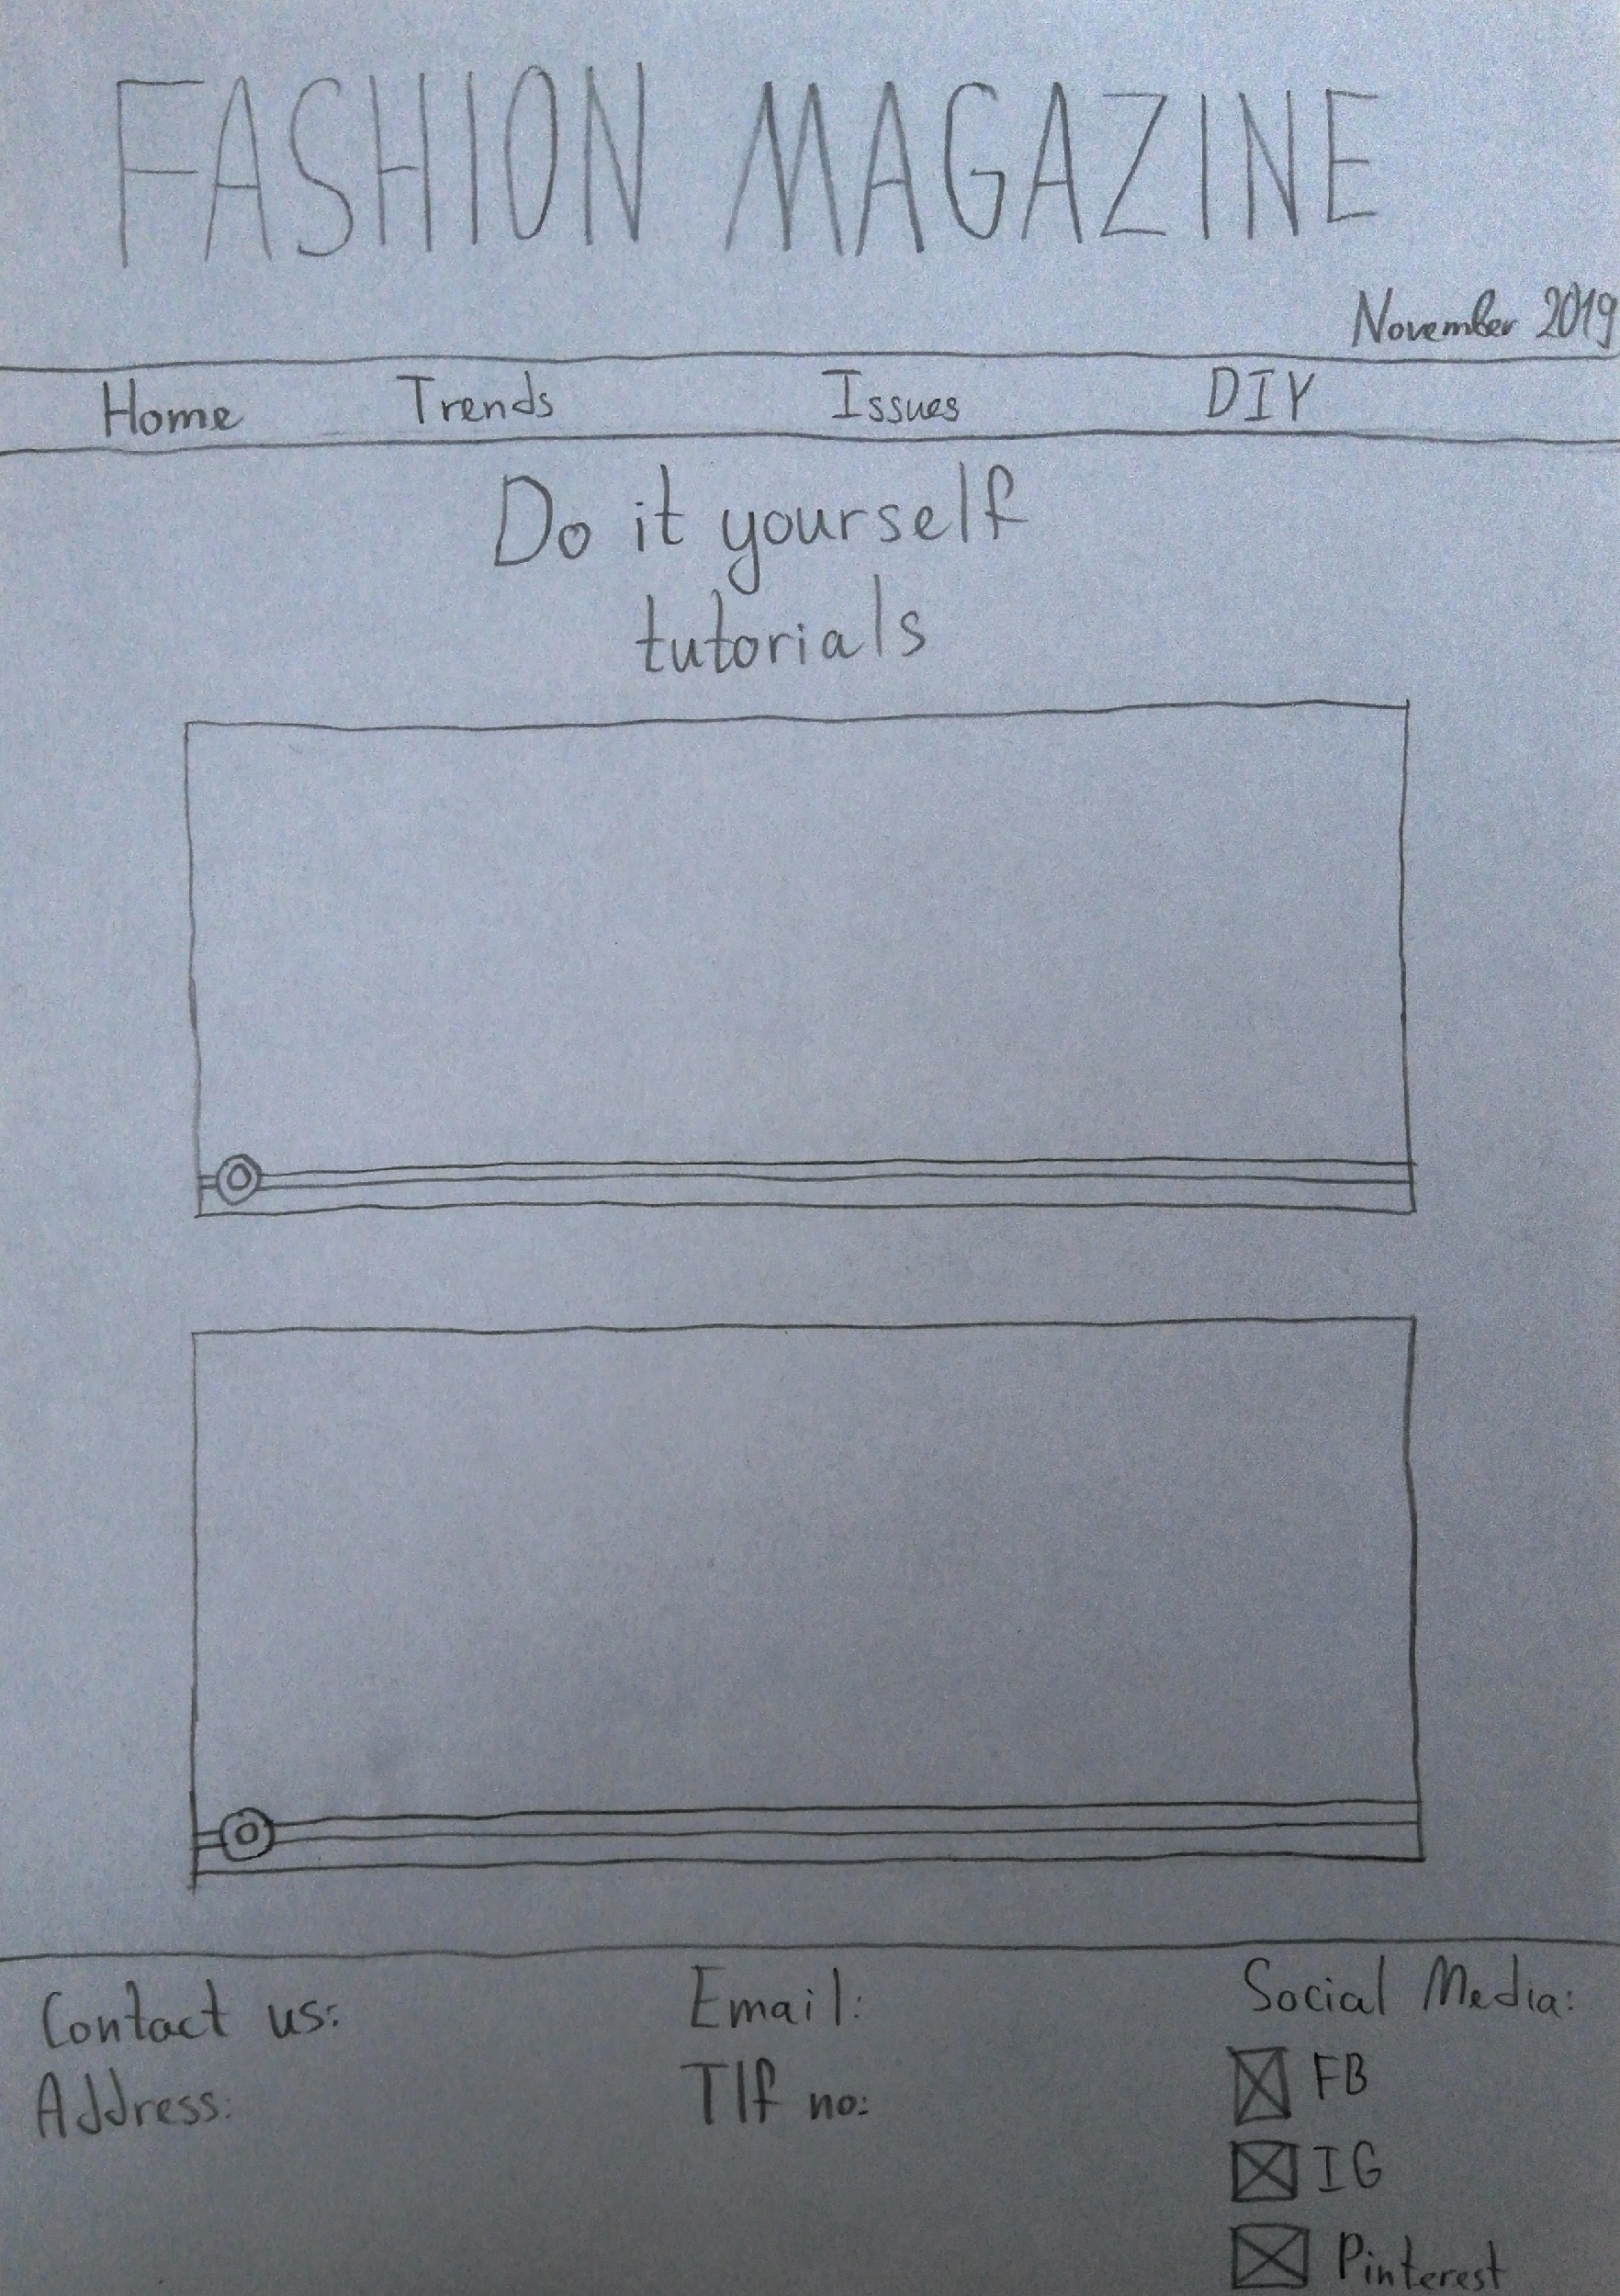 FASHION MAGAZINE
November 2019
Home Trends Issues DIY
Do it yourself
tutorials
Contact us: Email: Social Media:
Address: Tlf no: FB
IG
Pinterest